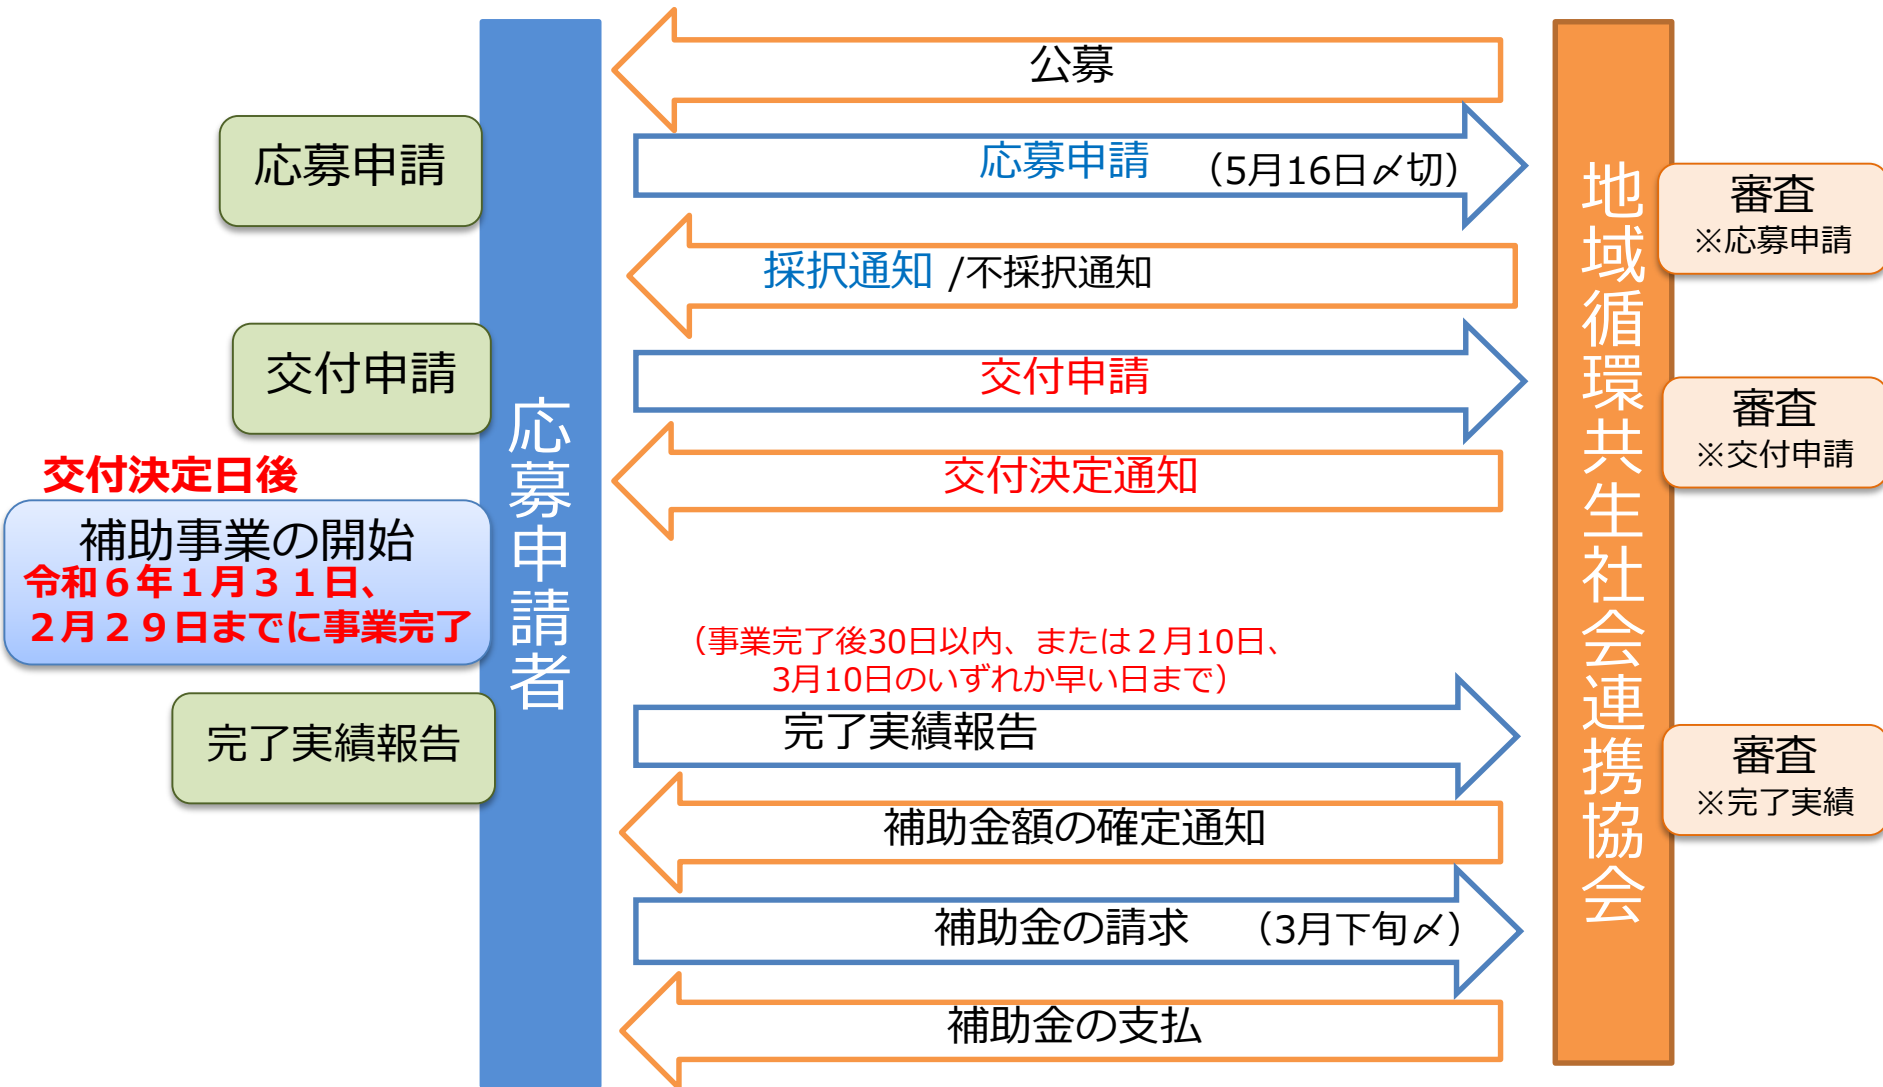 公募
応募申請
応募申請 （5月16日〆切）
審査
※応募申請
採択通知 /不採択通知
交付申請
交付申請
審査
※交付申請
交付決定通知
交付決定日後
補助事業の開始
令和６年１月３１日、
２月２９日までに事業完了
応募申請者
地域循環共生社会連携協会
（事業完了後30日以内、または２月10日、
3月10日のいずれか早い日まで）
完了実績報告
完了実績報告
審査
※完了実績
補助金額の確定通知
補助金の請求 （3月下旬〆）
補助金の支払